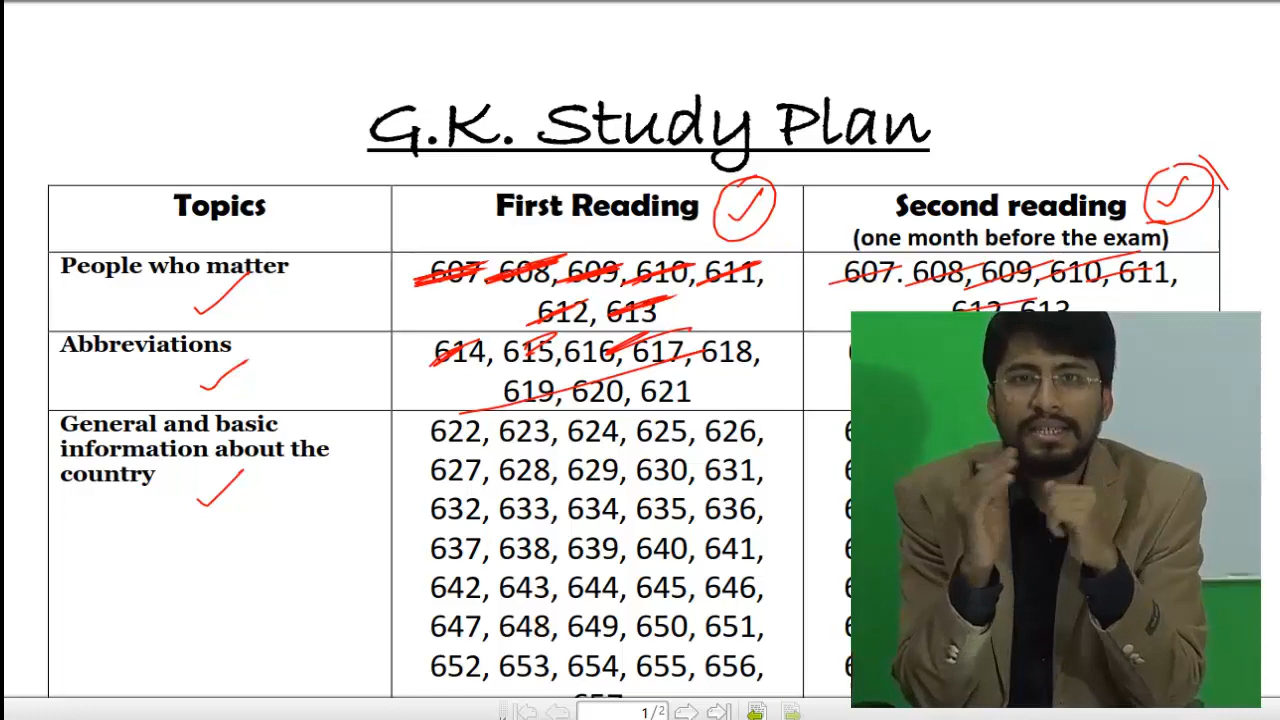 G.K. Study Plan
Topics
First Reading
Second reading
(one month before the exam)
People who matter
607, 608, 609, 610, 611,
612, 613
607. 608, 609, 610, 611,
612, 613
Abbreviations
614, 615,616, 617, 618,
619, 620, 621
General and basic
information about the
country
622, 623, 624, 625, 626,
627, 628, 629, 630, 631,
632, 633, 634, 635, 636,
637, 638, 639, 640, 641,
642, 643, 644, 645, 646,
647, 648, 649, 650, 651,
652, 653, 654, 655, 656,
657
1/2